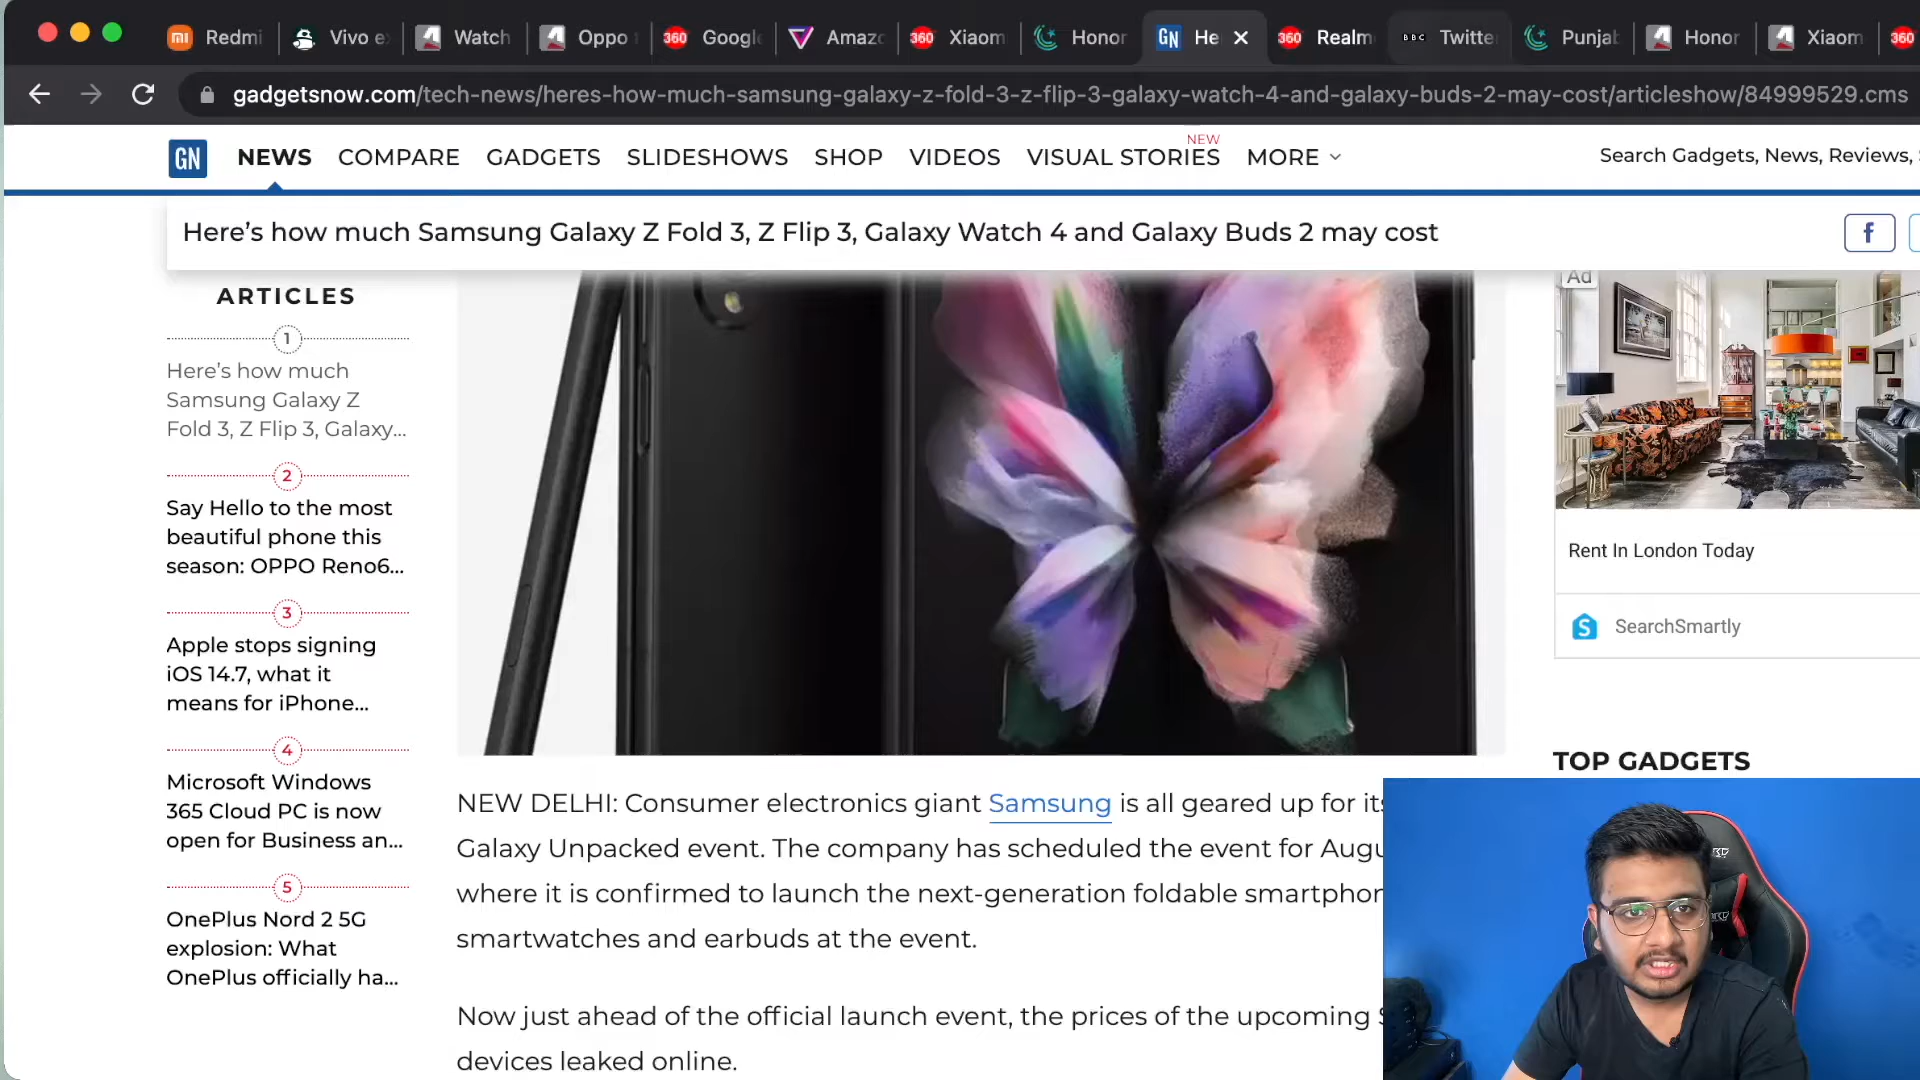 Redmi
Vivo e
Watch
Oppo
Googl
Amaz
Xiaom
Honor
He
Realm
Twitte
Punjab
Honor
Xiaom
gadgetsnow.com/tech-news/heres-how-much-samsung-galaxy-z-fold-3-z-flip-3-galaxy-watch-4-and-galaxy-buds-2-may-cost/articleshow/84999529.cms
GN NEWS COMPARE GADGETS SLIDESHOWS SHOP VIDEOS VISUAL STORIES NEW MORE
Search Gadgets, News, Reviews,
Here's how much Samsung Galaxy Z Fold 3, Z Flip 3, Galaxy Watch 4 and Galaxy Buds 2 may cost
f
ARTICLES
1
Here's how much
Samsung Galaxy Z
Fold 3, Z Flip 3, Galaxy...
2
Say Hello to the most
beautiful phone this
season: OPPO Reno6...
3
Apple stops signing
iOS 14.7, what it
means for iPhone...
4
Microsoft Windows
365 Cloud PC is now
open for Business an...
5
OnePlus Nord 2 5G
explosion: What
OnePlus officially ha...
NEW DELHI: Consumer electronics giant Samsung is all geared up for its
Galaxy Unpacked event. The company has scheduled the event for Augu
where it is confirmed to launch the next-generation foldable smartphon
smartwatches and earbuds at the event.
Now just ahead of the official launch event, the prices of the upcoming S
devices leaked online.
Ad
Rent In London Today
S SearchSmartly
TOP GADGETS